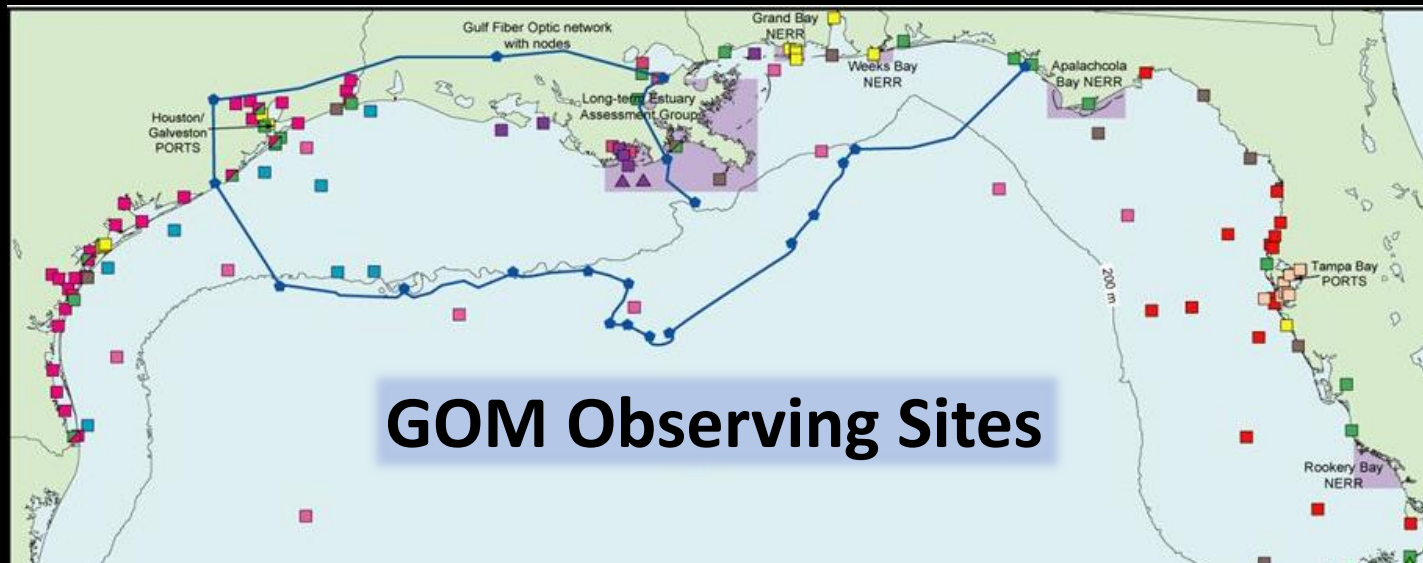 Gulf Fiber Optic network
with nodes
Grand Bay
NERR
Weeks Bay
NERR
Apalachcola
Bay NERR
Houston/
Galveston
PORTS
Long-term Estuary
Assessment Group
200 m
Tampa Bay
PORTS
GOM Observing Sites
Rookery Bay
NERR